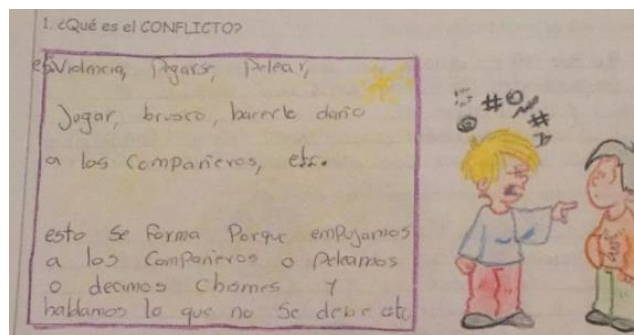 1. ¿Qué es el CONFLICTO?
es Violencia, Pegarse, Pelear,
Jogar, brusco, hacerle daño
a los Compañeros, etc.
esto se forma Porque empujamos
a los Compañeros o Peleamos
o decimos chismes y
hablamos lo que no se debe etc